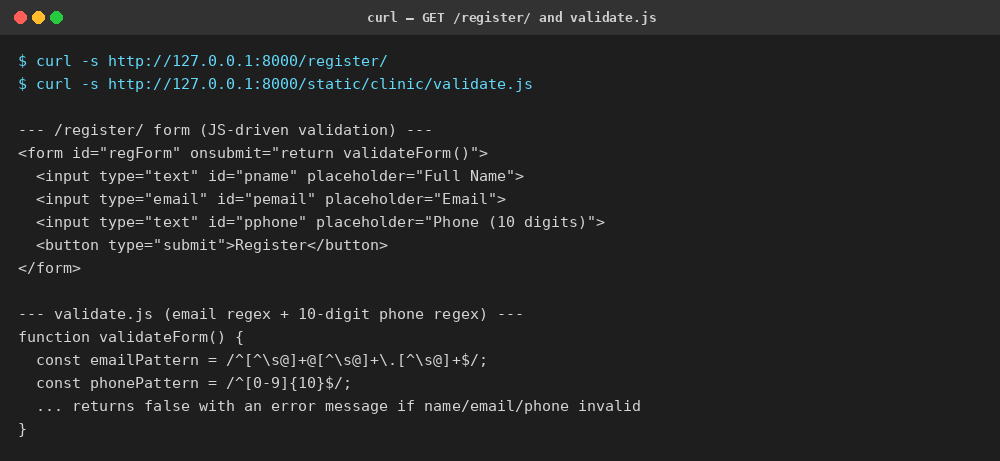 curl — GET /register/ and validate.js
$ curl -s http://127.0.0.1:8000/register/
$ curl -s http://127.0.0.1:8000/static/clinic/validate.js
--- /register/ form (JS-driven validation) ---
<form id="regForm" onsubmit="return validateForm()">
  <input type="text" id="pname" placeholder="Full Name">
  <input type="email" id="pemail" placeholder="Email">
  <input type="text" id="pphone" placeholder="Phone (10 digits)">
  <button type="submit">Register</button>
</form>
--- validate.js (email regex + 10-digit phone regex) ---
function validateForm() {
  const emailPattern = /^[^\s@]+@[^\s@]+\.[^\s@]+$/;
  const phonePattern = /^[0-9]{10}$/;
  ... returns false with an error message if name/email/phone invalid
}